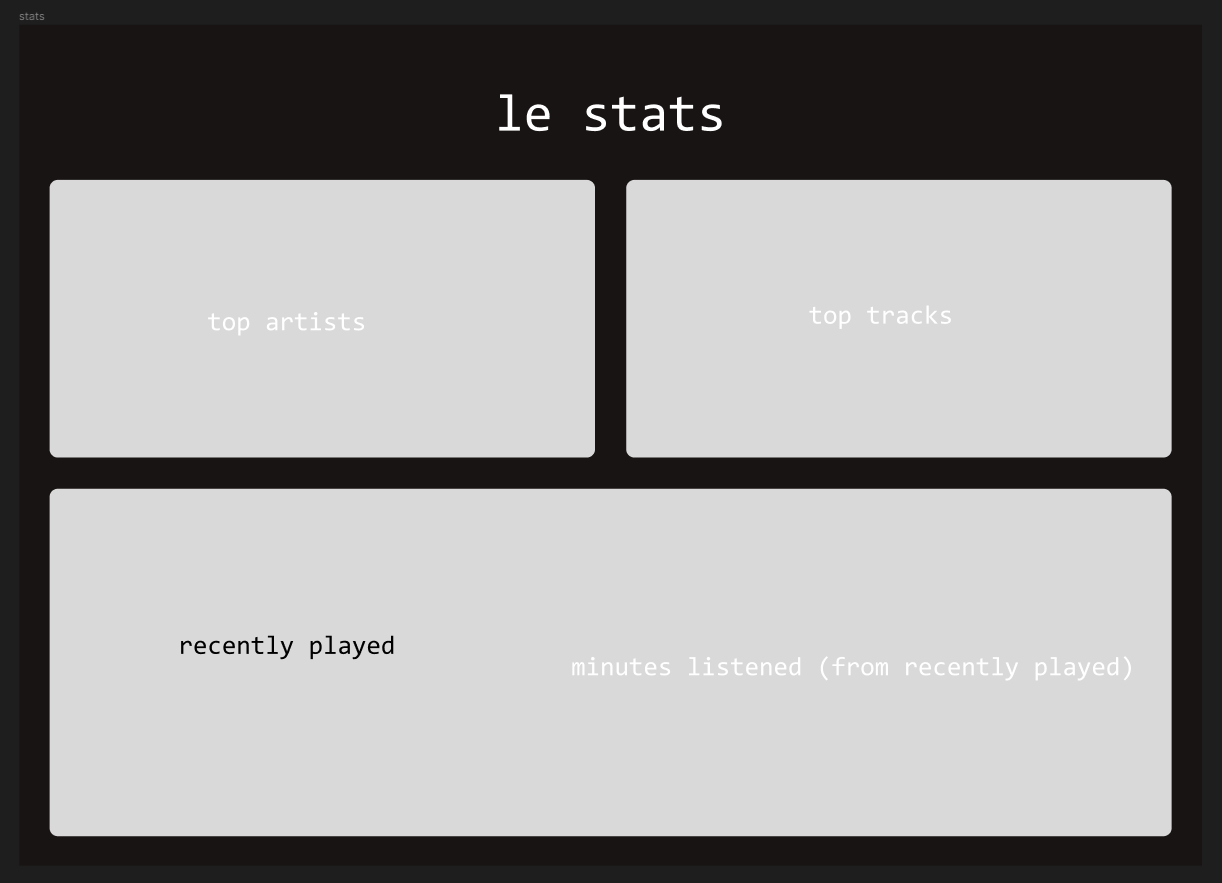 stats
le stats
top artists
top tracks
recently played
minutes listened (from recently played)